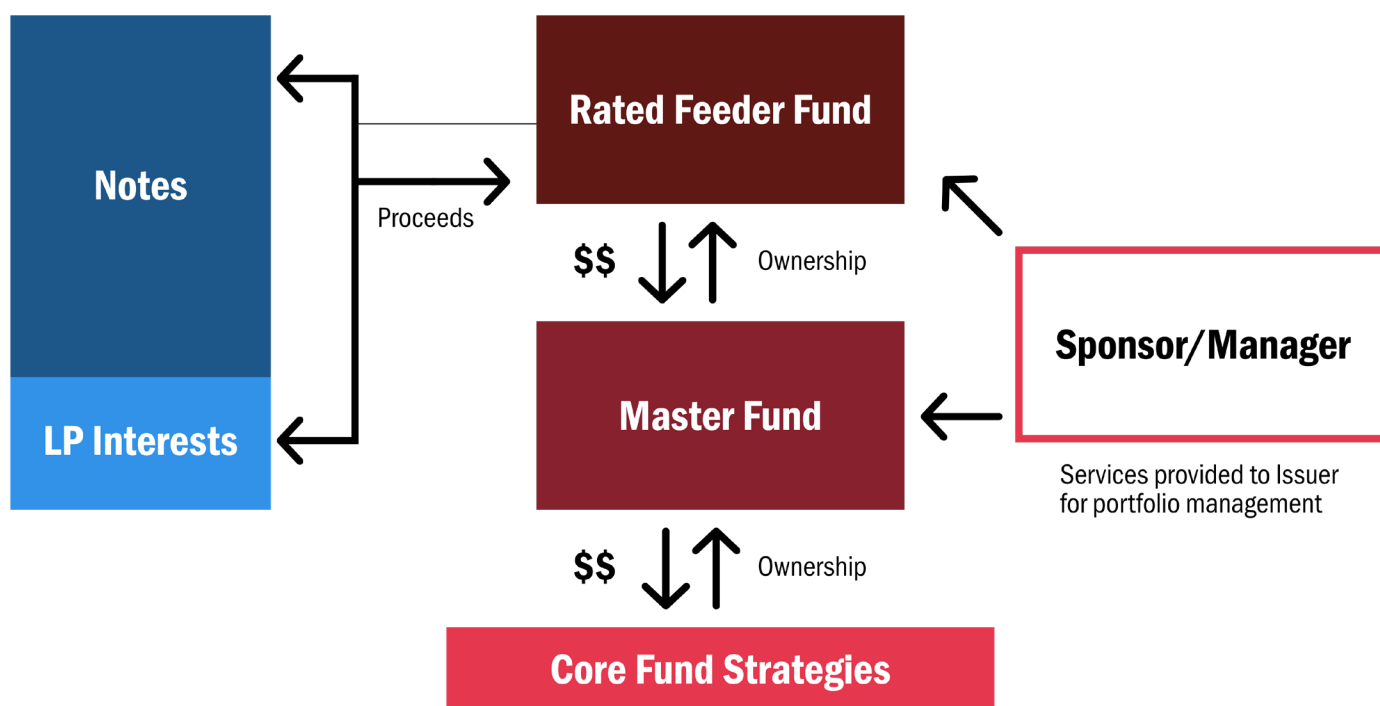 Rated Feeder Fund
Notes
Proceeds
$$
Ownership
Sponsor/Manager
LP Interests
Master Fund
Services provided to Issuer
for portfolio management
$$
Ownership
Core Fund Strategies